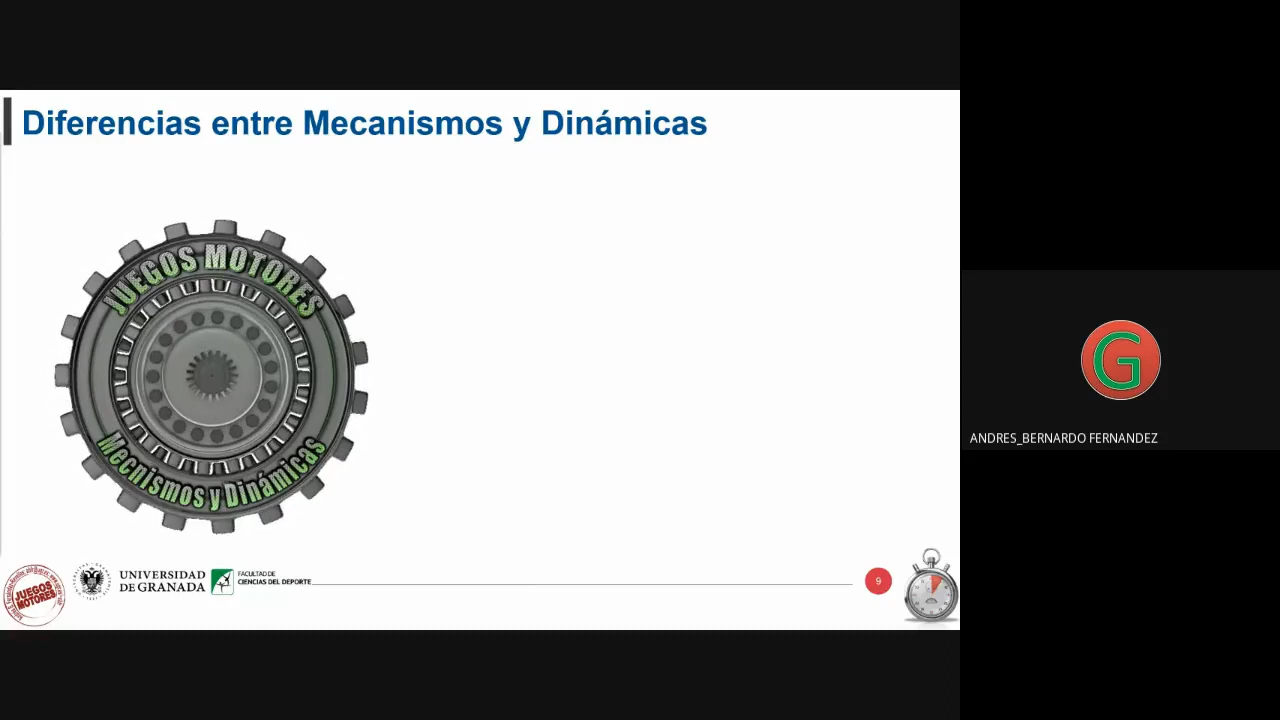 Diferencias entre Mecanismos y Dinámicas
JUEGOS MOTORES
Mecnismos y Dinámicas
JUEGOS
MOTORES
UNIVERSIDAD
DE GRANADA
FACULTAD DE
CIENCIAS DEL DEPORTE
9
G
ANDRES_BERNARDO FERNANDEZ